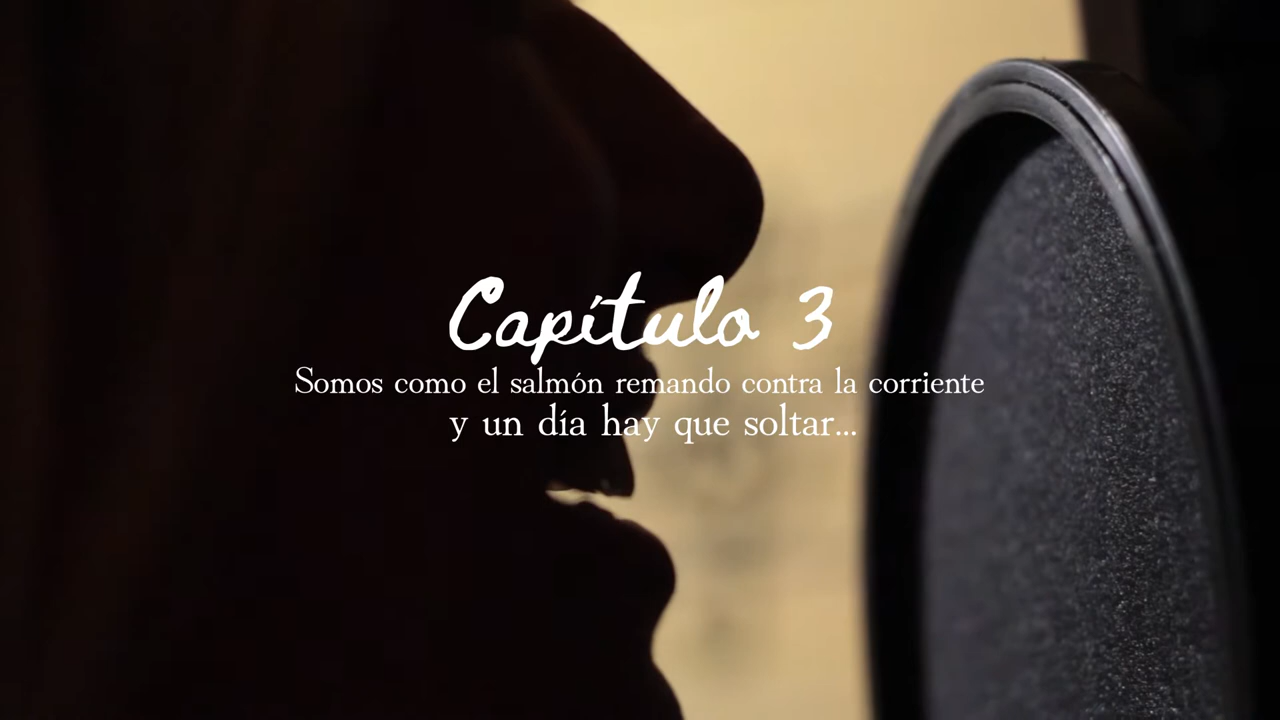 Capítulo 3
Somos como el salmón remando contra la corriente
y un día hay que soltar...